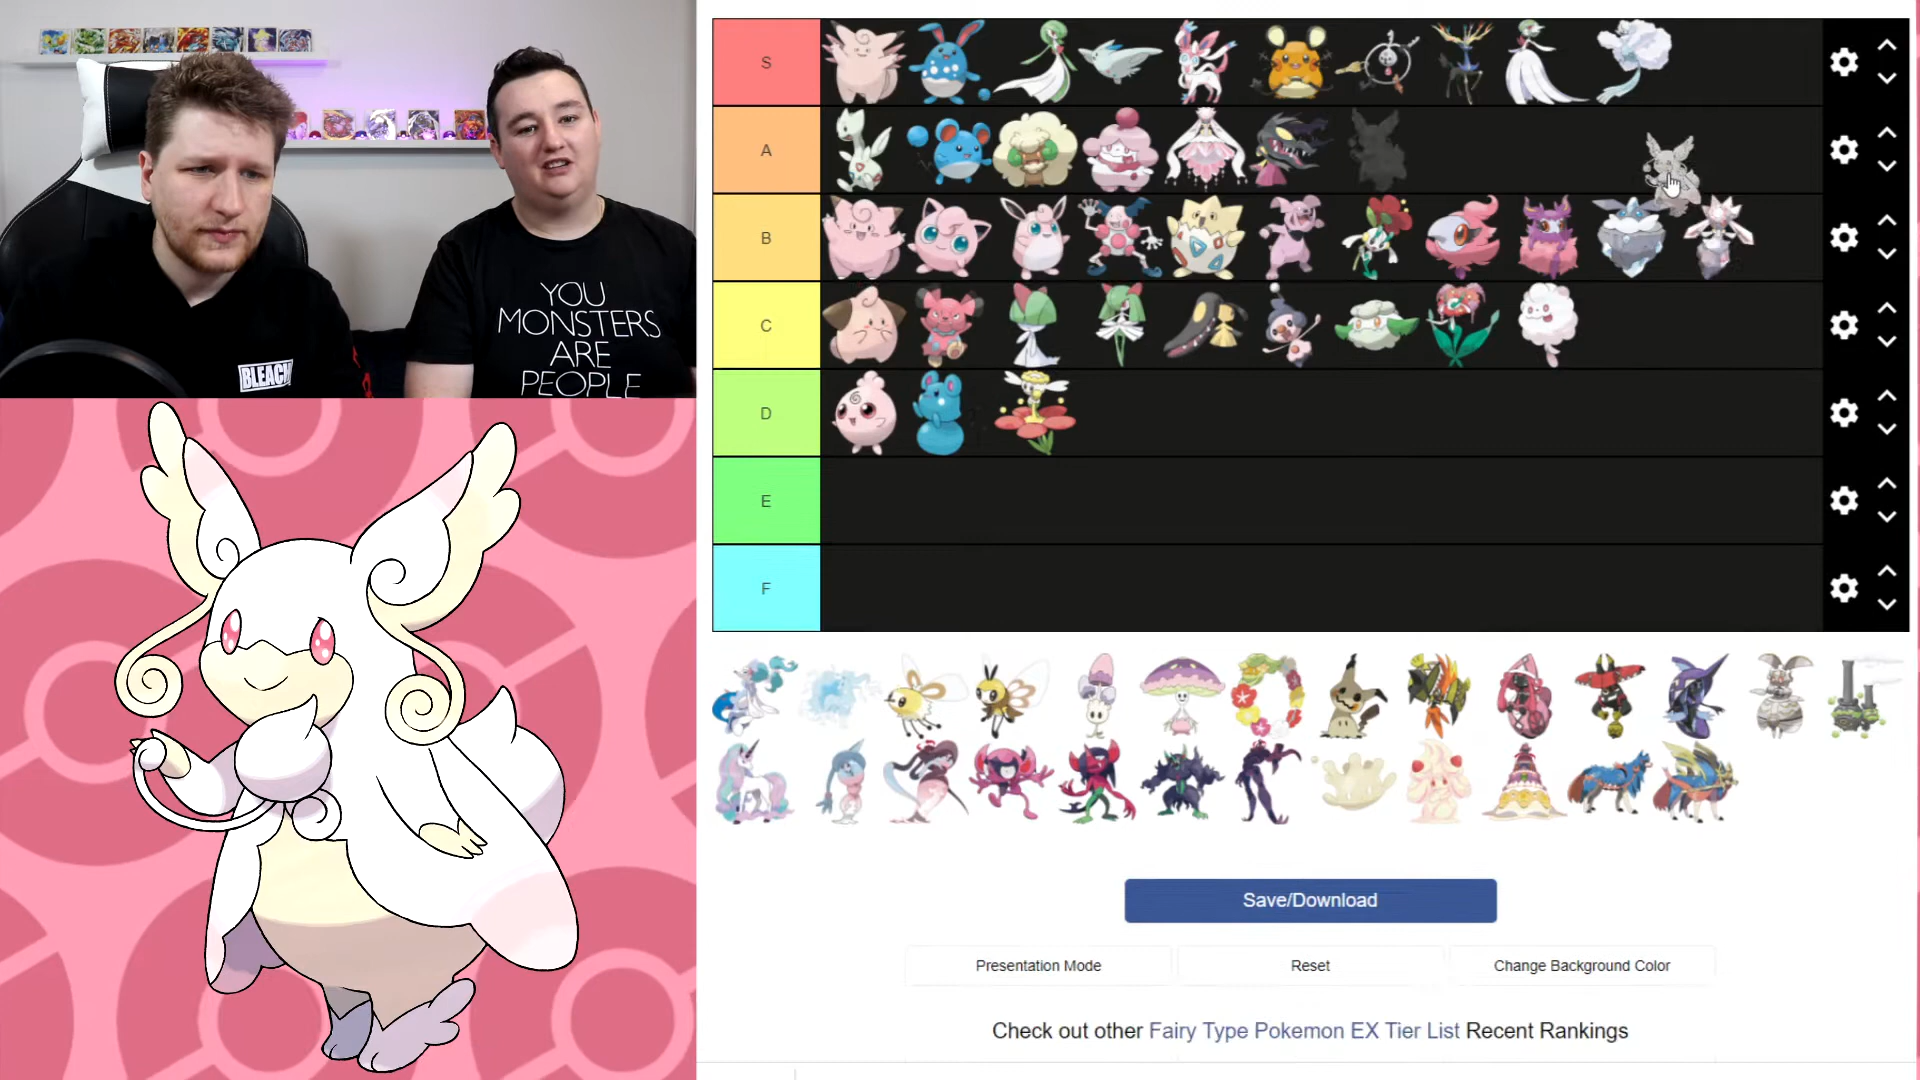 BLEACH
YOU
MONSTERS
ARE
PEOPLE
S
A
B
C
D
E
F
Save/Download
Presentation Mode
Reset
Change Background Color
Check out other Fairy Type Pokemon EX Tier List Recent Rankings